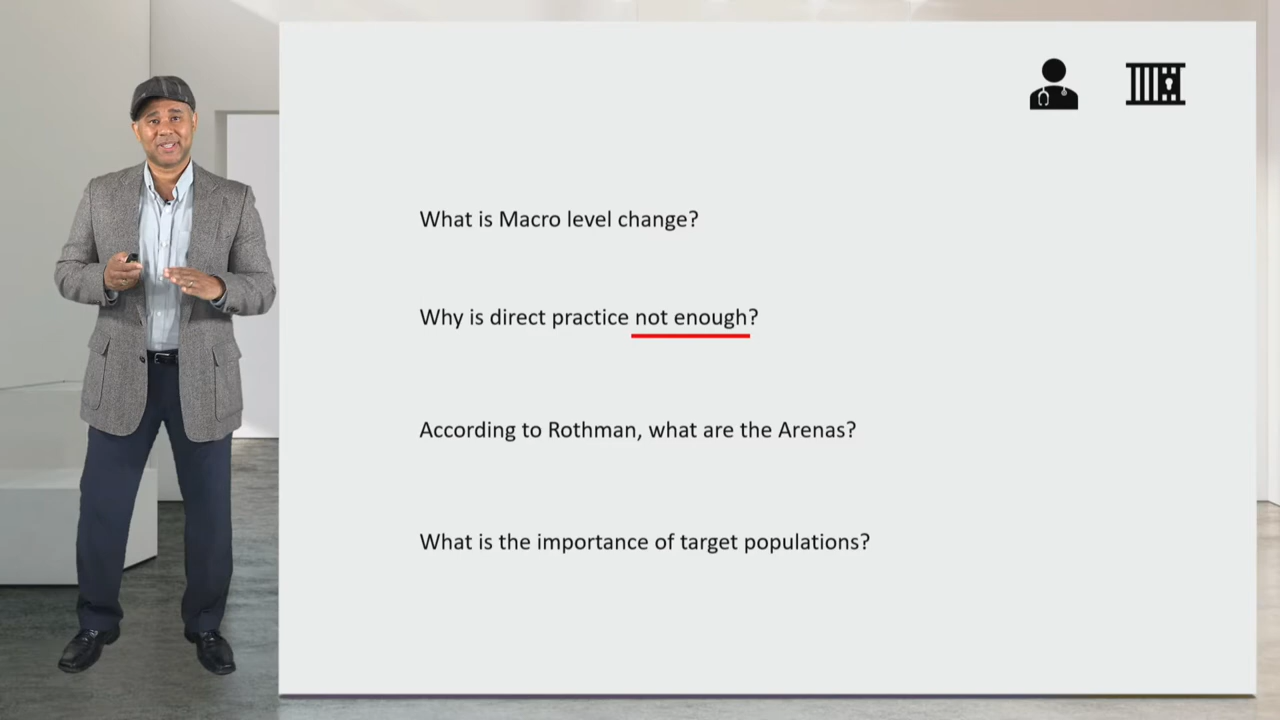 What is Macro level change?
Why is direct practice not enough?
According to Rothman, what are the Arenas?
What is the importance of target populations?